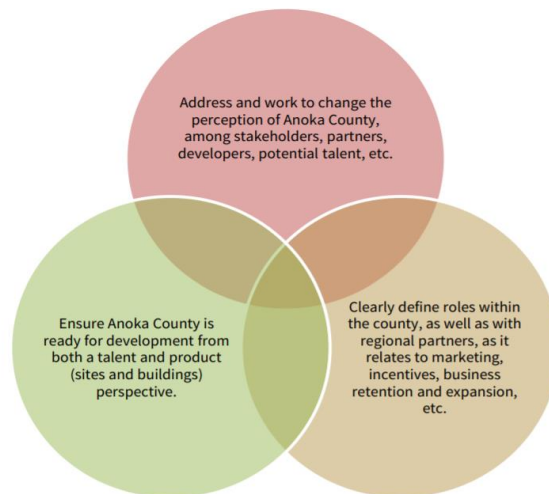 Address and work to change the
perception of Anoka County,
among stakeholders, partners,
developers, potential talent, etc.
Ensure Anoka County is
ready for development from
both a talent and product
(sites and buildings)
perspective.
Clearly define roles within
the county, as well as with
regional partners, as it
relates to marketing,
incentives, business
retention and expansion,
etc.